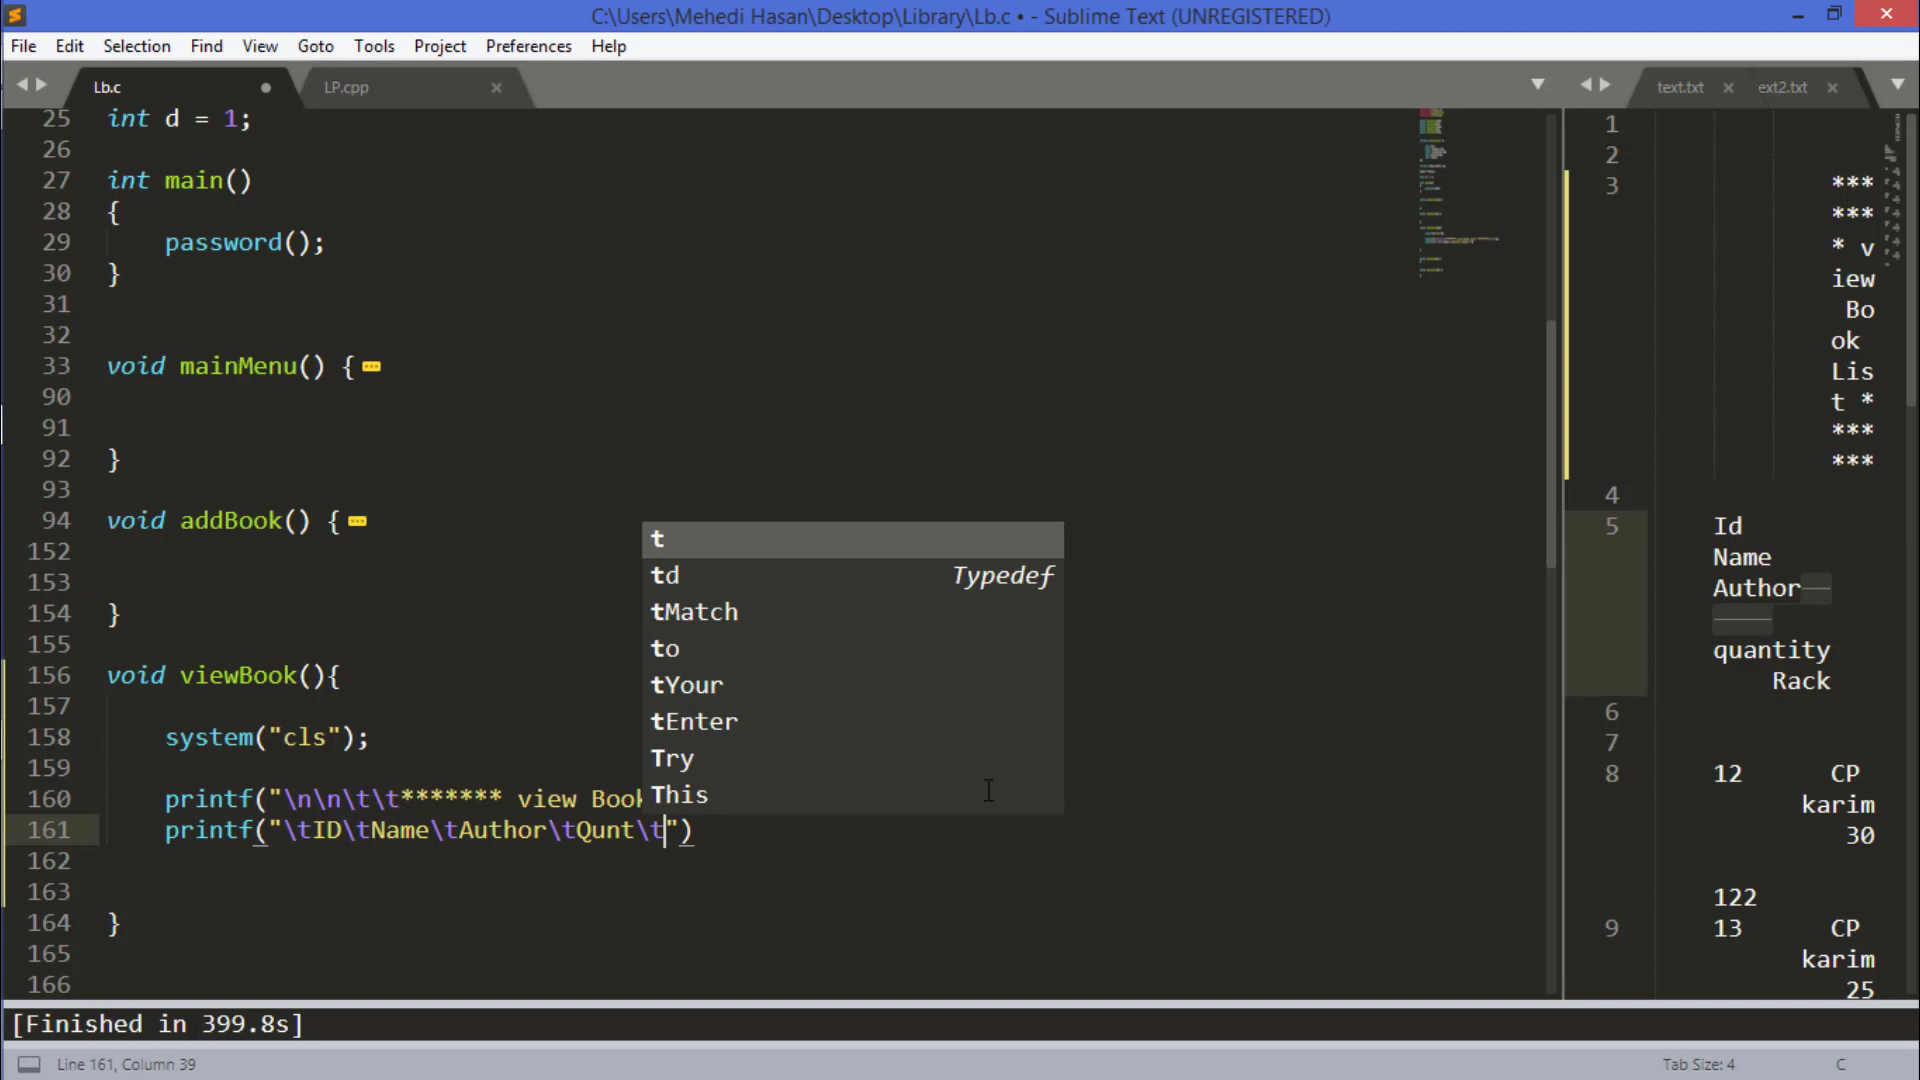 C:\Users\Mehedi Hasan\Desktop\Library\Lb.c • - Sublime Text (UNREGISTERED)
File Edit Selection Find View Goto Tools Project Preferences Help
Lb.c
LP.cpp
text.txt
ext2.txt
25 int d = 1;
26
27 int main()
28 {
29 password();
30 }
31
32
33 void mainMenu() {
90
91
92 }
93
94 void addBook() {
152
153
154 }
155
156 void viewBook(){
157
158 system("cls");
159
160 printf("\n\n\t\t******* view Book
161 printf("\tID\tName\tAuthor\tQunt\t")
162
163
164 }
165
166
t
td Typedef
tMatch
to
tYour
tEnter
Try
This
1
2
3 ***
***
* v
iew
Bo
ok
Lis
t *
***
***
4
5 Id
Name
Author
quantity
Rack
6
7
8 12 CP
karim
30
122
9 13 CP
karim
25
[Finished in 399.8s]
Line 161, Column 39
Tab Size: 4
C